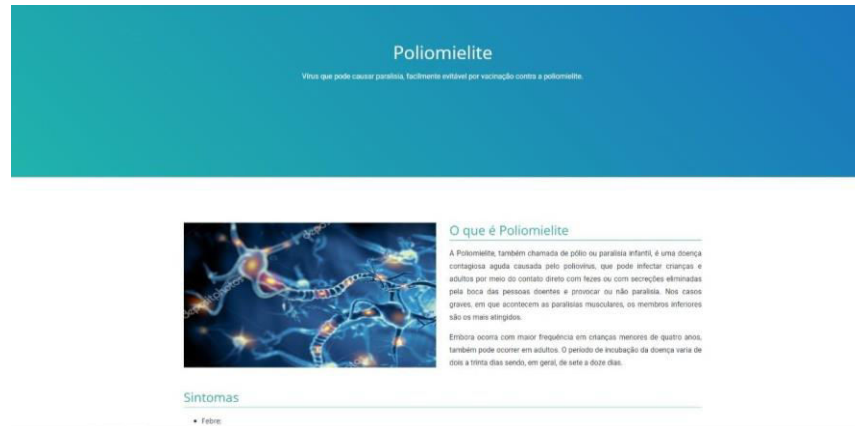 Poliomielite
Vírus que pode causar paralisia, facilmente evitável por vacinação contra a poliomielite.
depositphotos
O que é Poliomielite
A Poliomielite, também chamada de pólio ou paralisia infantil, é uma doença
contagiosa aguda causada pelo poliovírus, que pode infectar crianças e
adultos por meio do contato direto com fezes ou com secreções eliminadas
pela boca das pessoas doentes e provocar ou não paralisia. Nos casos
graves, em que acontecem as paralisias musculares, os membros inferiores
são os mais atingidos.
Embora ocorra com maior frequência em crianças menores de quatro anos,
também pode ocorrer em adultos. O período de incubação da doença varia de
dois a trinta dias sendo, em geral, de sete a doze dias.
Sintomas
• Febre;